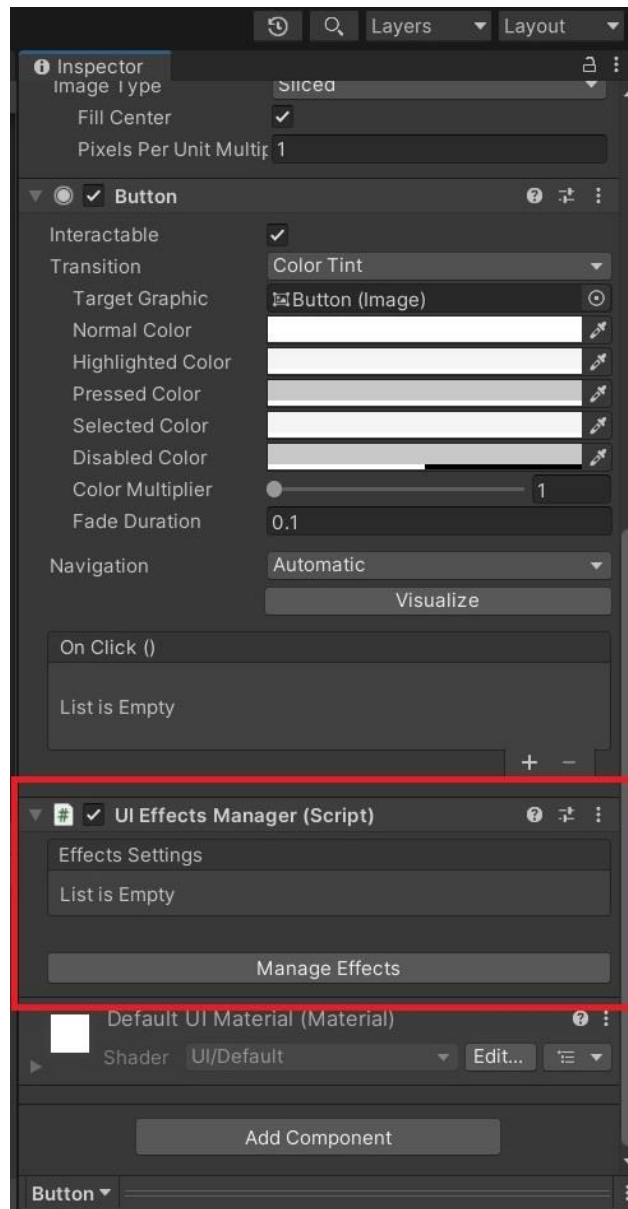 Layers Layout
Inspector
Image Type Sliced
Fill Center
Pixels Per Unit Multip 1
Button
Interactable
Transition Color Tint
Target Graphic Button (Image)
Normal Color
Highlighted Color
Pressed Color
Selected Color
Disabled Color
Color Multiplier 1
Fade Duration 0.1
Navigation Automatic
Visualize
On Click ()
List is Empty
+ −
# UI Effects Manager (Script)
Effects Settings
List is Empty
Manage Effects
Default UI Material (Material)
Shader UI/Default Edit...
Add Component
Button